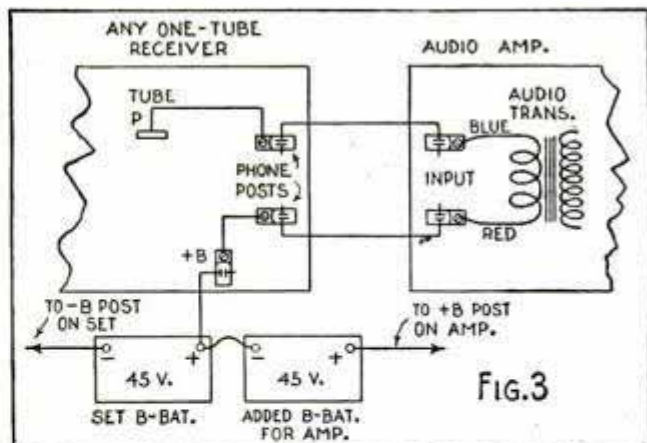 ANY ONE-TUBE
RECEIVER
AUDIO AMP.
TUBE
P
AUDIO
TRANS.
BLUE
PHONE
POSTS
INPUT
RED
+B
TO -B POST
ON SET
TO +B POST
ON AMP.
- +
- +
45 V.
45 V.
SET B-BAT.
ADDED B-BAT.
FOR AMP.
FIG.3